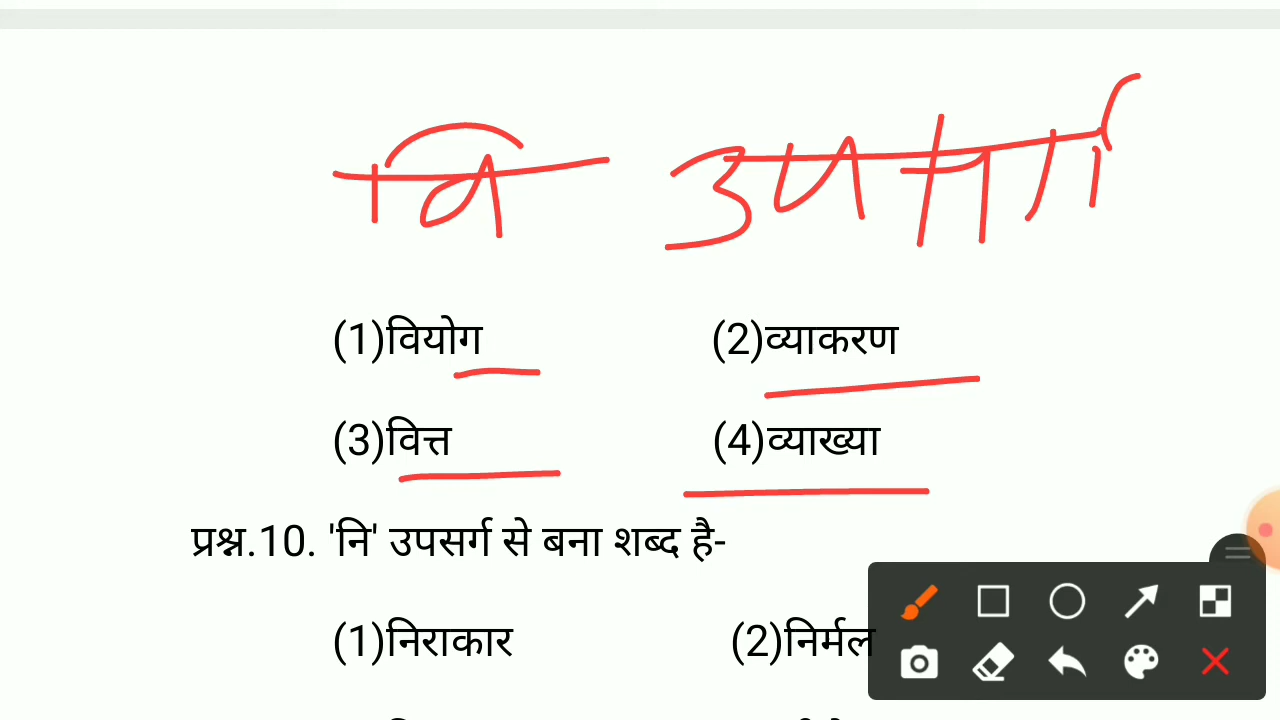 वि उपसर्ग
(1)वियोग (2)व्याकरण
(3)वित्त (4)व्याख्या
प्रश्न.10. 'नि' उपसर्ग से बना शब्द है-
(1)निराकार (2)निर्मल